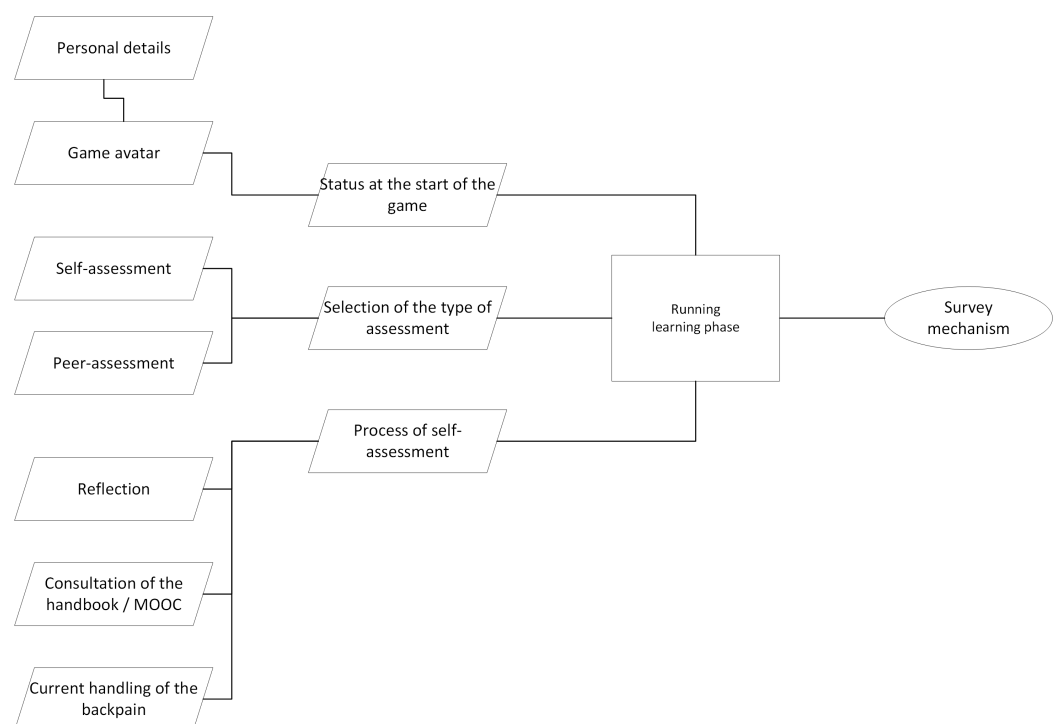 Personal details
Game avatar
Status at the start of the
game
Self-assessment
Selection of the type of
assessment
Peer-assessment
Running
learning phase
Survey
mechanism
Process of self-
assessment
Reflection
Consultation of the
handbook / MOOC
Current handling of the
backpain